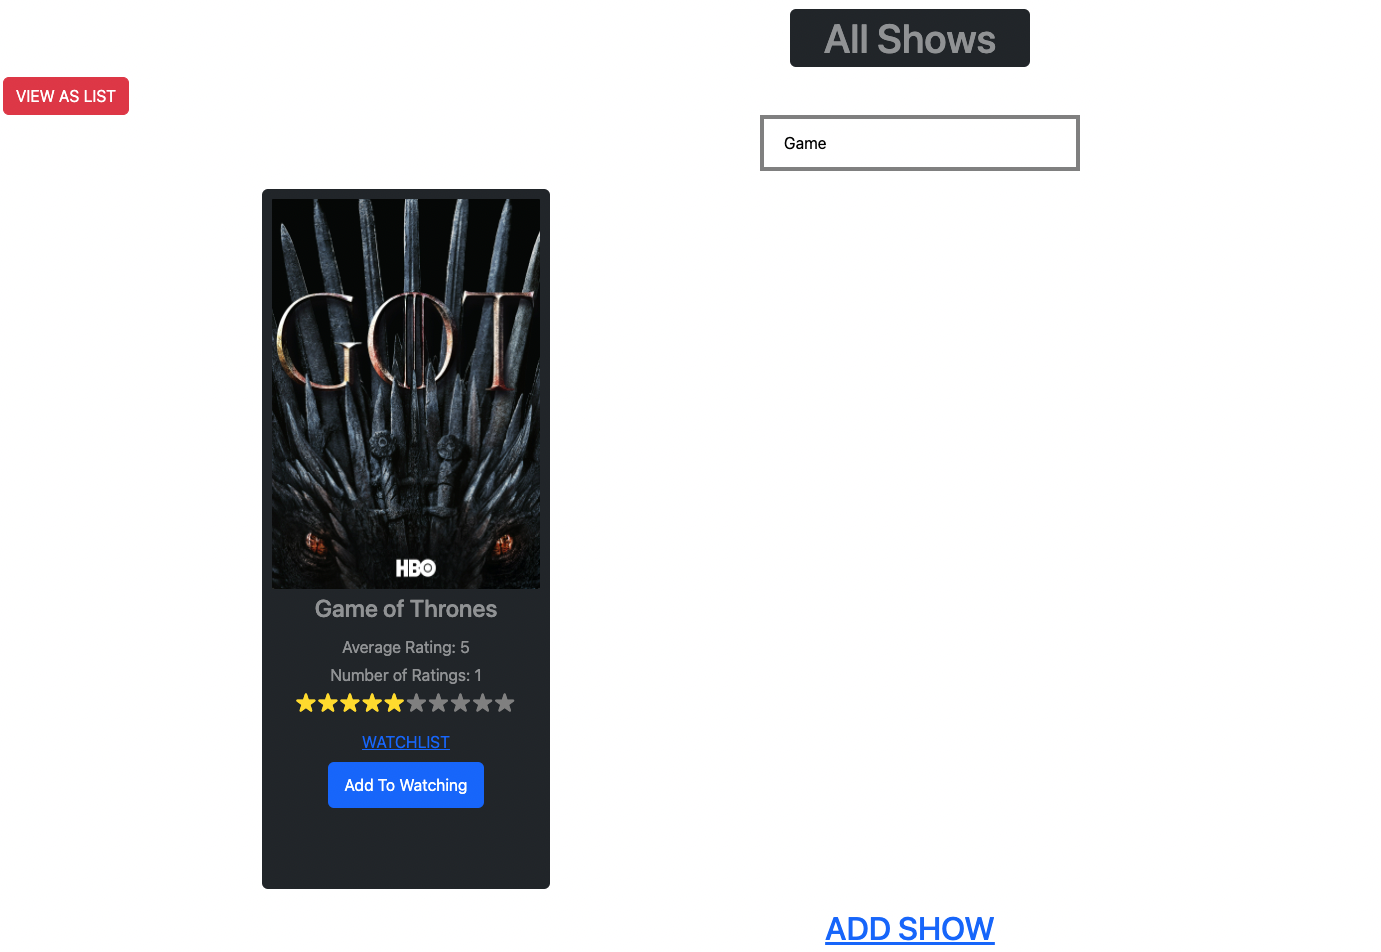 All Shows
VIEW AS LIST
Game
GOT
HBO
Game of Thrones
Average Rating: 5
Number of Ratings: 1
WATCHLIST
Add To Watching
ADD SHOW